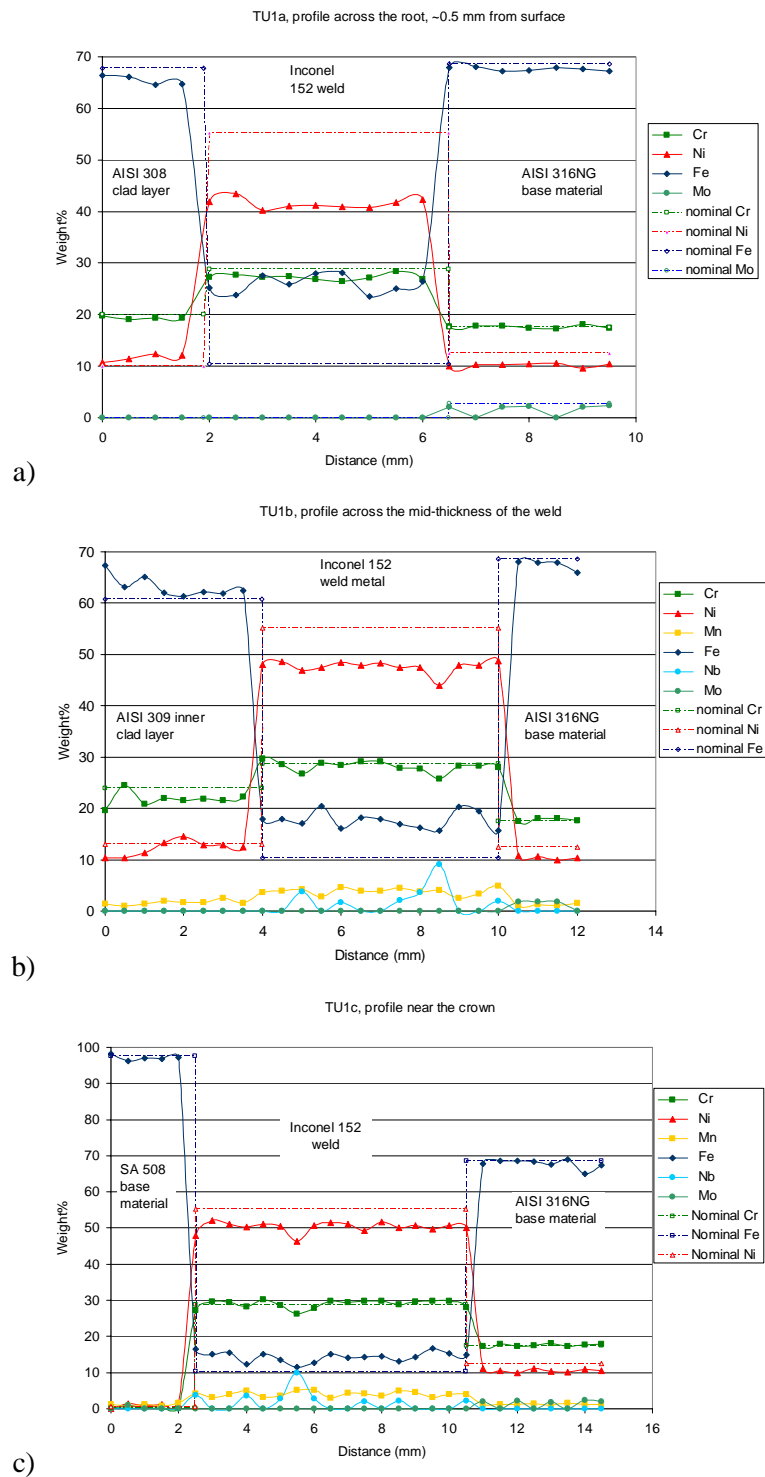 TU1a, profile across the root, ~0.5 mm from surface
70
60
50
40
30
20
10
0
Weight%
Inconel
152 weld
AISI 308
clad layer
AISI 316NG
base material
0 2 4 6 8 10
Distance (mm)
Cr
Ni
Fe
Mo
nominal Cr
nominal Ni
nominal Fe
nominal Mo
a)
TU1b, profile across the mid-thickness of the weld
70
60
50
40
30
20
10
0
Weight%
Inconel 152
weld metal
AISI 309 inner
clad layer
AISI 316NG
base material
0 2 4 6 8 10 12 14
Distance (mm)
Cr
Ni
Mn
Fe
Nb
Mo
nominal Cr
nominal Ni
nominal Fe
b)
TU1c, profile near the crown
100
90
80
70
60
50
40
30
20
10
0
Weight%
Inconel 152
weld
SA 508
base
material
AISI 316NG
base material
0 2 4 6 8 10 12 14 16
Distance (mm)
Cr
Ni
Mn
Fe
Nb
Mo
Nominal Cr
Nominal Fe
Nominal Ni
c)